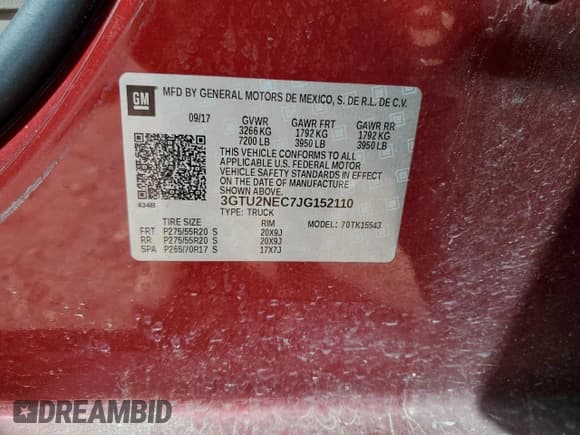 GM
MFD BY GENERAL MOTORS DE MEXICO, S. DE R.L. DE C.V.
09/17 GVWR GAWR FRT GAWR RR
3266 KG 1792 KG 1792 KG
7200 LB 3950 LB 3950 LB
THIS VEHICLE CONFORMS TO ALL
APPLICABLE U.S. FEDERAL MOTOR
VEHICLE SAFETY STANDARDS IN EFFECT
ON THE DATE OF MANUFACTURE
SHOWN ABOVE.
434B 3GTU2NEC7JG152110
TYPE: TRUCK MODEL: 70TK15543
TIRE SIZE RIM
FRT P275/55R20 S 20X9J
RR P275/55R20 S 20X9J
SPA P265/70R17 S 17X7J
DREAMBID